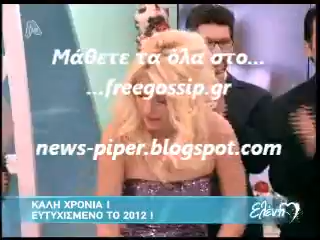 Μάθετε τα όλα στο...
...freegossip.gr
news-piper.blogspot.com
ΚΑΛΗ ΧΡΟΝΙΑ !
ΕΥΤΥΧΙΣΜΕΝΟ ΤΟ 2012 !
Ελένη